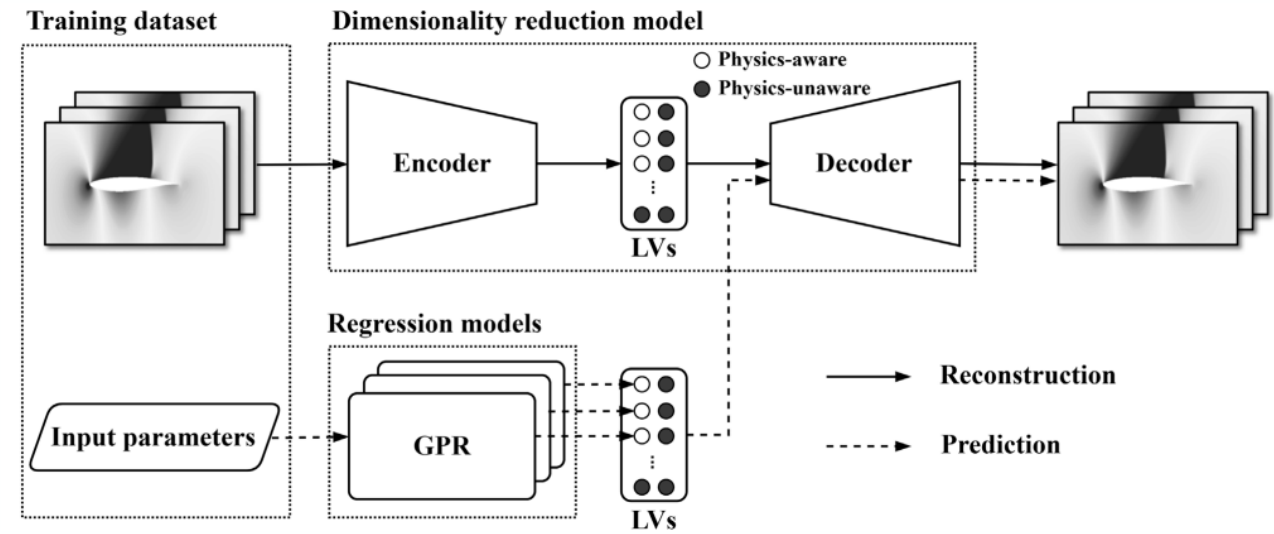 Training dataset
Dimensionality reduction model
Physics-aware
Physics-unaware
Encoder
Decoder
LVs
Regression models
Input parameters
GPR
LVs
Reconstruction
Prediction